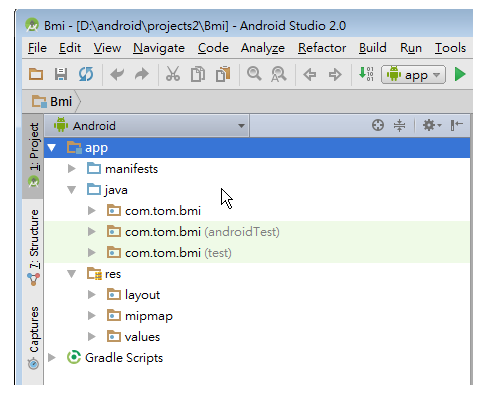 Bmi - [D:\android\projects2\Bmi] - Android Studio 2.0
File Edit View Navigate Code Analyze Refactor Build Run Tools
app
Bmi
1: Project
Android
app
manifests
java
com.tom.bmi
com.tom.bmi (androidTest)
com.tom.bmi (test)
7: Structure
res
layout
mipmap
values
Captures
Gradle Scripts